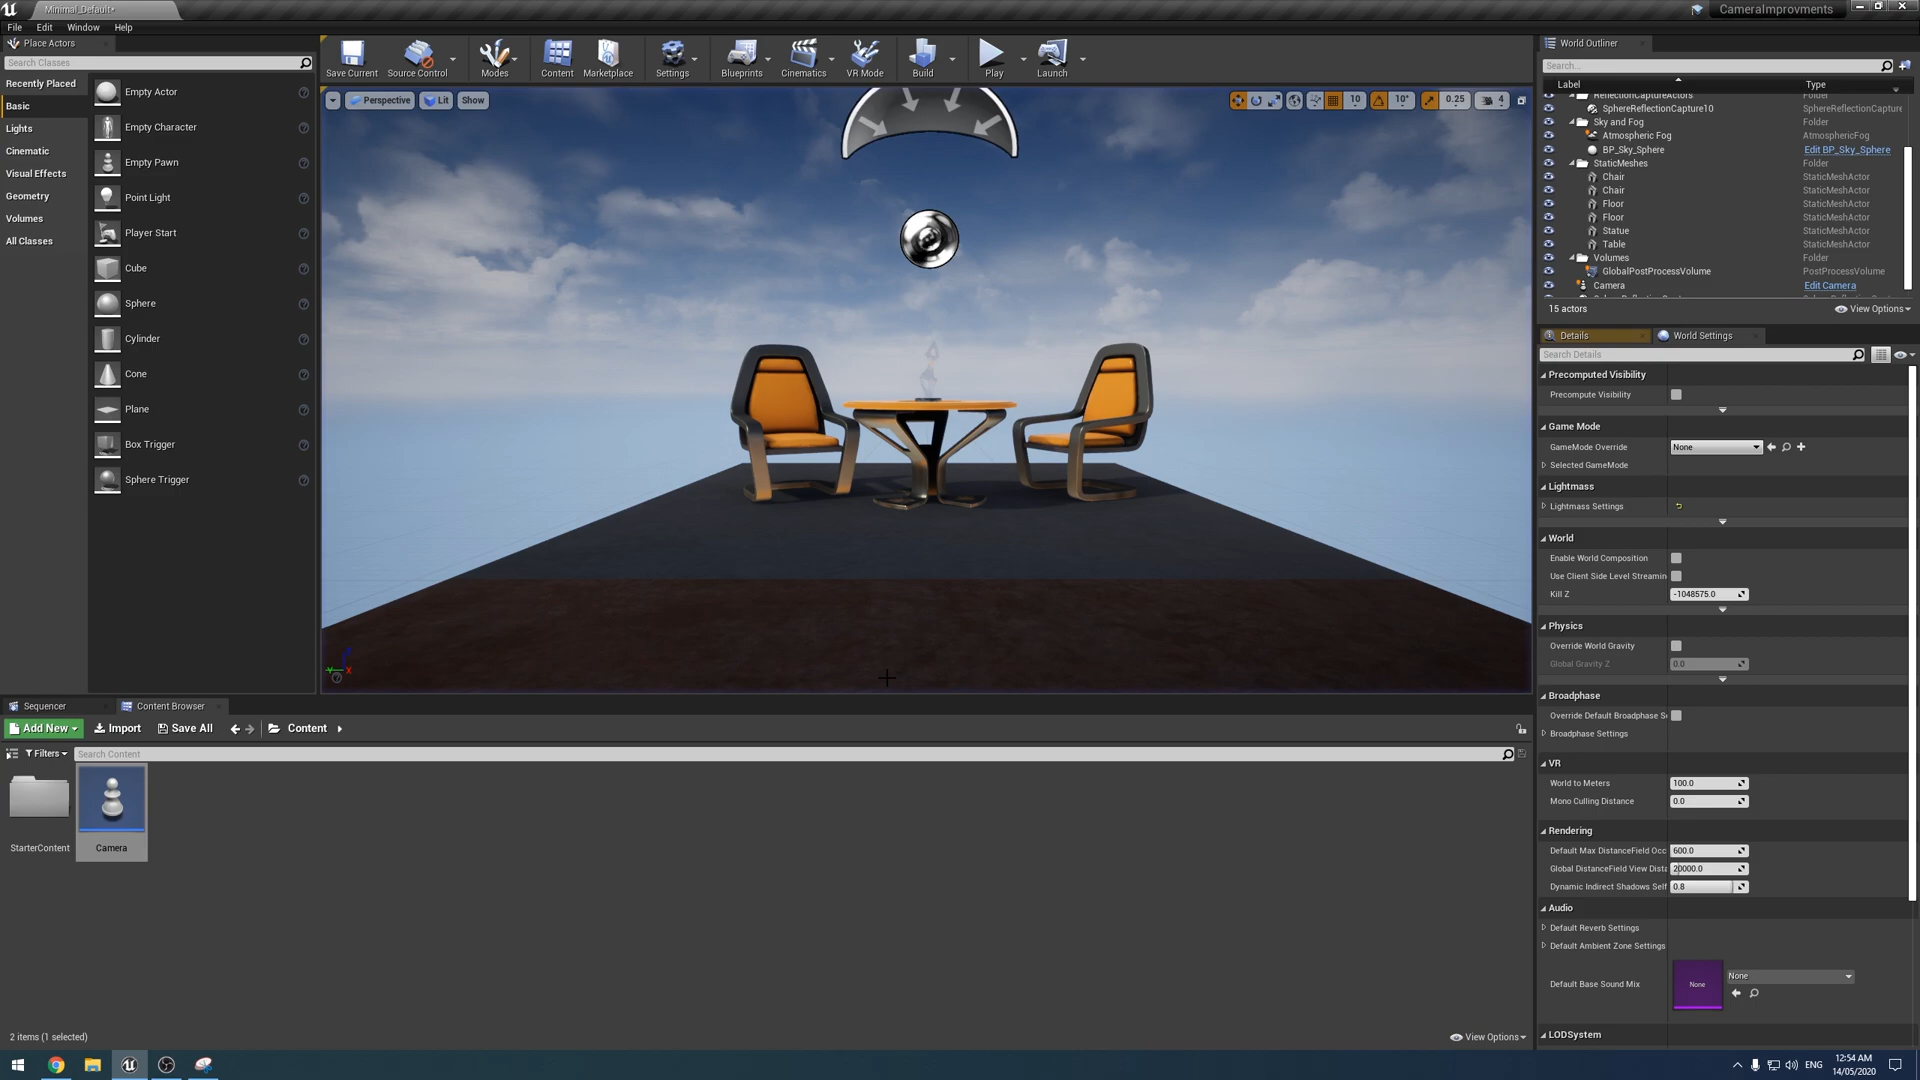 Minimal_Default*
CameraImprovments
File Edit Window Help
Place Actors
Search Classes
Recently Placed
Basic
Lights
Cinematic
Visual Effects
Geometry
Volumes
All Classes
Empty Actor
Empty Character
Empty Pawn
Point Light
Player Start
Cube
Sphere
Cylinder
Cone
Plane
Box Trigger
Sphere Trigger
Save Current
Source Control
Modes
Content
Marketplace
Settings
Blueprints
Cinematics
VR Mode
Build
Play
Launch
Perspective
Lit
Show
10
10°
0.25
4
World Outliner
Search...
Label Type
ReflectionCaptureActors Folder
SphereReflectionCapture10 SphereReflectionCapture
Sky and Fog Folder
Atmospheric Fog AtmosphericFog
BP_Sky_Sphere Edit BP_Sky_Sphere
StaticMeshes Folder
Chair StaticMeshActor
Chair StaticMeshActor
Floor StaticMeshActor
Floor StaticMeshActor
Statue StaticMeshActor
Table StaticMeshActor
Volumes Folder
GlobalPostProcessVolume PostProcessVolume
Camera Edit Camera
15 actors
View Options
Details
World Settings
Search Details
Precomputed Visibility
Precompute Visibility
Game Mode
GameMode Override None
Selected GameMode
Lightmass
Lightmass Settings
World
Enable World Composition
Use Client Side Level Streamin
Kill Z -1048575.0
Physics
Override World Gravity
Global Gravity Z 0.0
Broadphase
Override Default Broadphase S
Broadphase Settings
VR
World to Meters 100.0
Mono Culling Distance 0.0
Rendering
Default Max DistanceField Occ 600.0
Global DistanceField View Dista 20000.0
Dynamic Indirect Shadows Self 0.8
Audio
Default Reverb Settings
Default Ambient Zone Settings
Default Base Sound Mix
None
None
LODSystem
Sequencer
Content Browser
Add New
Import
Save All
Content
Filters
Search Content
StarterContent
Camera
2 items (1 selected)
View Options
ENG
12:54 AM
14/05/2020